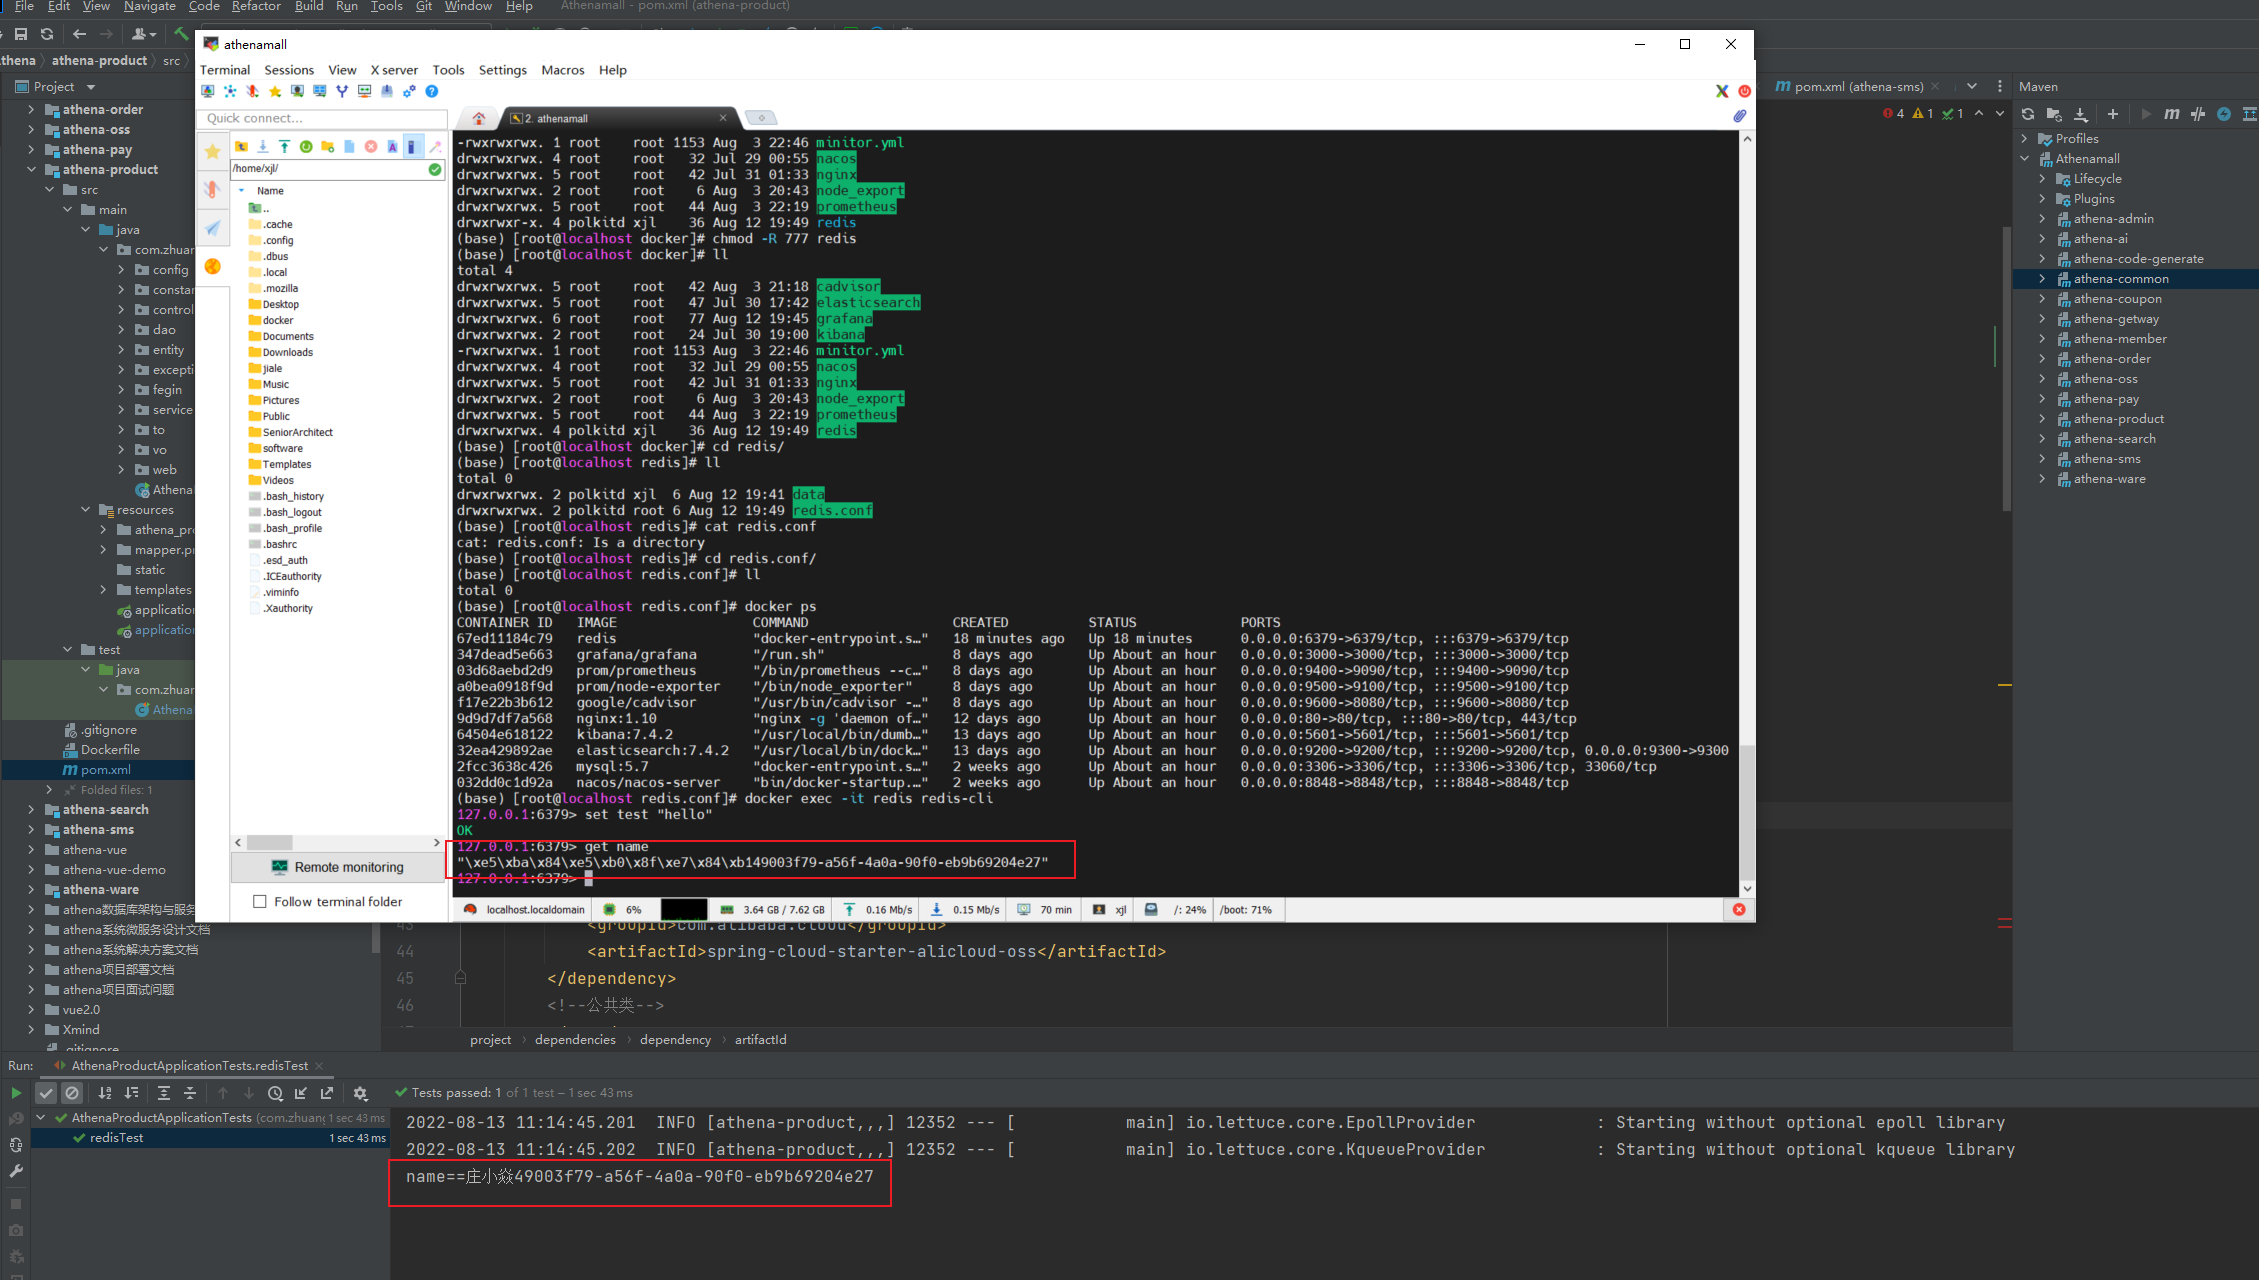 File Edit View Navigate Code Refactor Build Run Tools Git Window Help Athenamall - pom.xml (athena-product)
athenamall
thena athena-product src
Terminal Sessions View X server Tools Settings Macros Help
Project
pom.xml (athena-sms)
Maven
Quick connect...
2. athenamall
4 1 1
athena-order
athena-oss
athena-pay
athena-product
src
main
java
com.zhuan
config
constan
control
dao
entity
excepti
fegin
service
to
vo
web
Athena
resources
athena_pro
mapper.pr
static
templates
application
application
test
java
com.zhuan
Athena
.gitignore
Dockerfile
pom.xml
Folded files: 1
athena-search
athena-sms
athena-vue
athena-vue-demo
athena-ware
athena数据库架构与服务
athena系统微服务设计文档
athena系统解决方案文档
athena项目部署文档
athena项目面试问题
vue2.0
Xmind
.gitignore
/home/xjl/
Name
..
.cache
.config
.dbus
.local
.mozilla
Desktop
docker
Documents
Downloads
jiale
Music
Pictures
Public
SeniorArchitect
software
Templates
Videos
.bash_history
.bash_logout
.bash_profile
.bashrc
.esd_auth
.ICEauthority
.viminfo
.Xauthority
Remote monitoring
Follow terminal folder
-rwxrwxrwx. 1 root root 1153 Aug 3 22:46 minitor.yml
drwxrwxrwx. 4 root root 32 Jul 29 00:55 nacos
drwxrwxrwx. 5 root root 42 Jul 31 01:33 nginx
drwxrwxrwx. 2 root root 6 Aug 3 20:43 node_export
drwxrwxrwx. 5 root root 44 Aug 3 22:19 prometheus
drwxrwxr-x. 4 polkitd xjl 36 Aug 12 19:49 redis
(base) [root@localhost docker]# chmod -R 777 redis
(base) [root@localhost docker]# ll
total 4
drwxrwxrwx. 5 root root 42 Aug 3 21:18 cadvisor
drwxrwxrwx. 5 root root 47 Jul 30 17:42 elasticsearch
drwxrwxrwx. 6 root root 77 Aug 12 19:45 grafana
drwxrwxrwx. 2 root root 24 Jul 30 19:00 kibana
-rwxrwxrwx. 1 root root 1153 Aug 3 22:46 minitor.yml
drwxrwxrwx. 4 root root 32 Jul 29 00:55 nacos
drwxrwxrwx. 5 root root 42 Jul 31 01:33 nginx
drwxrwxrwx. 2 root root 6 Aug 3 20:43 node_export
drwxrwxrwx. 5 root root 44 Aug 3 22:19 prometheus
drwxrwxrwx. 4 polkitd xjl 36 Aug 12 19:49 redis
(base) [root@localhost docker]# cd redis/
(base) [root@localhost redis]# ll
total 0
drwxrwxrwx. 2 polkitd xjl 6 Aug 12 19:41 data
drwxrwxrwx. 2 polkitd root 6 Aug 12 19:49 redis.conf
(base) [root@localhost redis]# cat redis.conf
cat: redis.conf: Is a directory
(base) [root@localhost redis]# cd redis.conf/
(base) [root@localhost redis.conf]# ll
total 0
(base) [root@localhost redis.conf]# docker ps
CONTAINER ID IMAGE COMMAND CREATED STATUS PORTS
67ed11184c79 redis "docker-entrypoint.s…" 18 minutes ago Up 18 minutes 0.0.0.0:6379->6379/tcp, :::6379->6379/tcp
347dead5e663 grafana/grafana "/run.sh" 8 days ago Up About an hour 0.0.0.0:3000->3000/tcp, :::3000->3000/tcp
03d68aebd2d9 prom/prometheus "/bin/prometheus --c…" 8 days ago Up About an hour 0.0.0.0:9400->9090/tcp, :::9400->9090/tcp
a0bea0918f9d prom/node-exporter "/bin/node_exporter" 8 days ago Up About an hour 0.0.0.0:9500->9100/tcp, :::9500->9100/tcp
f17e22b3b612 google/cadvisor "/usr/bin/cadvisor -…" 8 days ago Up About an hour 0.0.0.0:9600->8080/tcp, :::9600->8080/tcp
9d9d7df7a568 nginx:1.10 "nginx -g 'daemon of…" 12 days ago Up About an hour 0.0.0.0:80->80/tcp, :::80->80/tcp, 443/tcp
64504e618122 kibana:7.4.2 "/usr/local/bin/dumb…" 13 days ago Up About an hour 0.0.0.0:5601->5601/tcp, :::5601->5601/tcp
32ea429892ae elasticsearch:7.4.2 "/usr/local/bin/dock…" 13 days ago Up About an hour 0.0.0.0:9200->9200/tcp, :::9200->9200/tcp, 0.0.0.0:9300->9300
2fcc3638c426 mysql:5.7 "docker-entrypoint.s…" 2 weeks ago Up About an hour 0.0.0.0:3306->3306/tcp, :::3306->3306/tcp, 33060/tcp
032dd0c1d92a nacos/nacos-server "bin/docker-startup.…" 2 weeks ago Up About an hour 0.0.0.0:8848->8848/tcp, :::8848->8848/tcp
(base) [root@localhost redis.conf]# docker exec -it redis redis-cli
127.0.0.1:6379> set test "hello"
OK
127.0.0.1:6379> get name
"\xe5\xba\x84\xe5\xb0\x8f\xe7\x84\xb149003f79-a56f-4a0a-90f0-eb9b69204e27"
127.0.0.1:6379>
localhost.localdomain 6% 3.64 GB / 7.62 GB 0.16 Mb/s 0.15 Mb/s 70 min xjl /: 24% /boot: 71%
Profiles
Athenamall
Lifecycle
Plugins
athena-admin
athena-ai
athena-code-generate
athena-common
athena-coupon
athena-getway
athena-member
athena-order
athena-oss
athena-pay
athena-product
athena-search
athena-sms
athena-ware
43 <groupId>com.alibaba.cloud</groupId>
44 <artifactId>spring-cloud-starter-alicloud-oss</artifactId>
45 </dependency>
46 <!--公共类-->
project dependencies dependency artifactId
Run: AthenaProductApplicationTests.redisTest
Tests passed: 1 of 1 test – 1 sec 43 ms
AthenaProductApplicationTests (com.zhuang 1 sec 43 ms
redisTest 1 sec 43 ms
2022-08-13 11:14:45.201 INFO [athena-product,,,] 12352 --- [ main] io.lettuce.core.EpollProvider : Starting without optional epoll library
2022-08-13 11:14:45.202 INFO [athena-product,,,] 12352 --- [ main] io.lettuce.core.KqueueProvider : Starting without optional kqueue library
name==庄小焱49003f79-a56f-4a0a-90f0-eb9b69204e27